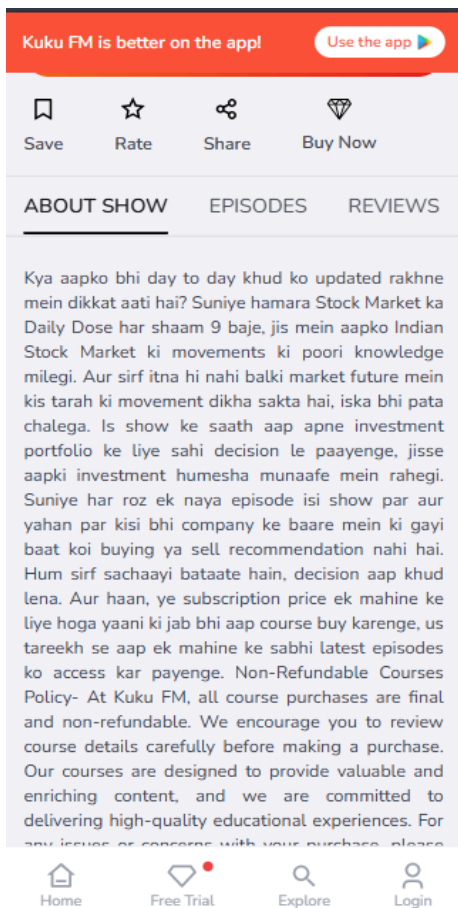 Kuku FM is better on the app!
Use the app
Save
Rate
Share
Buy Now
ABOUT SHOW
EPISODES
REVIEWS
Kya aapko bhi day to day khud ko updated rakhne
mein dikkat aati hai? Suniye hamara Stock Market ka
Daily Dose har shaam 9 baje, jis mein aapko Indian
Stock Market ki movements ki poori knowledge
milegi. Aur sirf itna hi nahi balki market future mein
kis tarah ki movement dikha sakta hai, iska bhi pata
chalega. Is show ke saath aap apne investment
portfolio ke liye sahi decision le paayenge, jisse
aapki investment humesha munaafe mein rahegi.
Suniye har roz ek naya episode isi show par aur
yahan par kisi bhi company ke baare mein ki gayi
baat koi buying ya sell recommendation nahi hai.
Hum sirf sachaayi bataate hain, decision aap khud
lena. Aur haan, ye subscription price ek mahine ke
liye hoga yaani ki jab bhi aap course buy karenge, us
tareekh se aap ek mahine ke sabhi latest episodes
ko access kar payenge. Non-Refundable Courses
Policy- At Kuku FM, all course purchases are final
and non-refundable. We encourage you to review
course details carefully before making a purchase.
Our courses are designed to provide valuable and
enriching content, and we are committed to
delivering high-quality educational experiences. For
any issues or concerns with your purchase, please
Home
Free Trial
Explore
Login